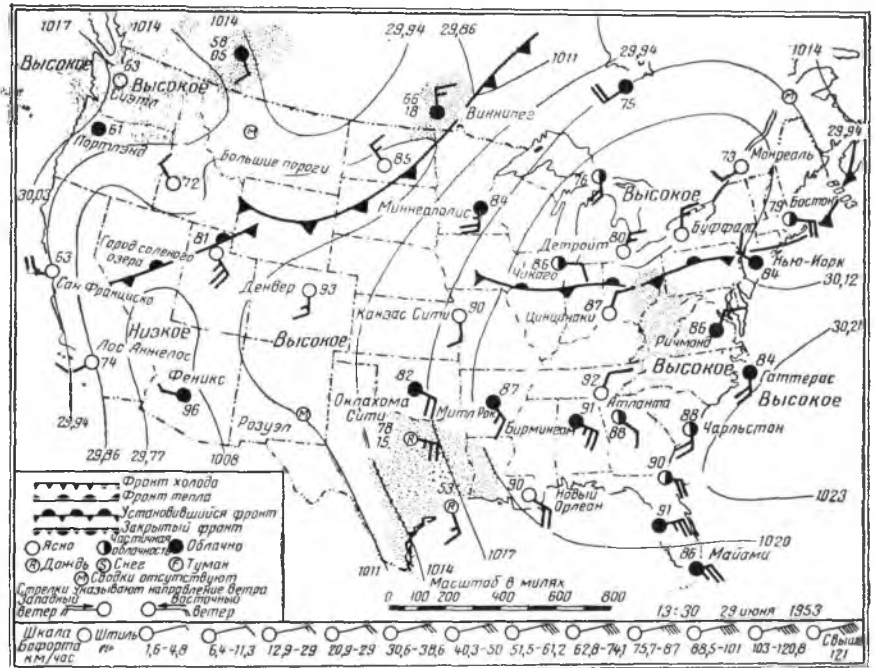 1017 1014
1014
29,94
29,86
1011
29,94
1014
58
05
Высокое
63
Высокое
Сиэтл
61
Портлэнд
М
66
18
Виннипег
75
М
29,94
Большие пороги
85
72
30,03
73
Монреаль
76
Высокое
Миннеаполис
84
79
Бостон
30,03
Буффало
Детройт
80
81
Город соленого
озера
63
Сан Франциско
86
Чикаго
Нью-Йорк
84
30,12
Денвер
93
Канзас Сити
90
87
Цинцинаки
Низкое
Высокое
86
Ричмонд
30,21
Лос Анжелос
74
Феникс
96
Высокое
84
Гаттерас
Высокое
82
Оклахома
Сити
87
Литл Рок
92
91
Атланта
88
Бирмингам
88
Чарльстон
Розуэл
М
78
15
R
29,94
29,86 29,77 1008
53
R
90
Новый
Орлеан
90
91
86
Майами
1023
1020
1017
1014
1011
Фронт холода
Фронт тепла
Установившийся фронт
Закрытый фронт
Ясно Частичная облачность Облачно
R Дождь S Снег F Туман
М Сводки отсутствуют
Стрелки указывают направление ветра
Западный ветер Восточный ветер
Масштаб в милях
0 200 400 600 800
13:30 29 июня 1953
Шкала
Бофорта
км/час
Штиль
1,6-4,8 6,4-11,3 12,9-29 20,9-29 30,6-38,6 40,3-50 51,5-61,2 62,8-74,1 75,7-87 88,5-101 103-120,8 Свыше 121